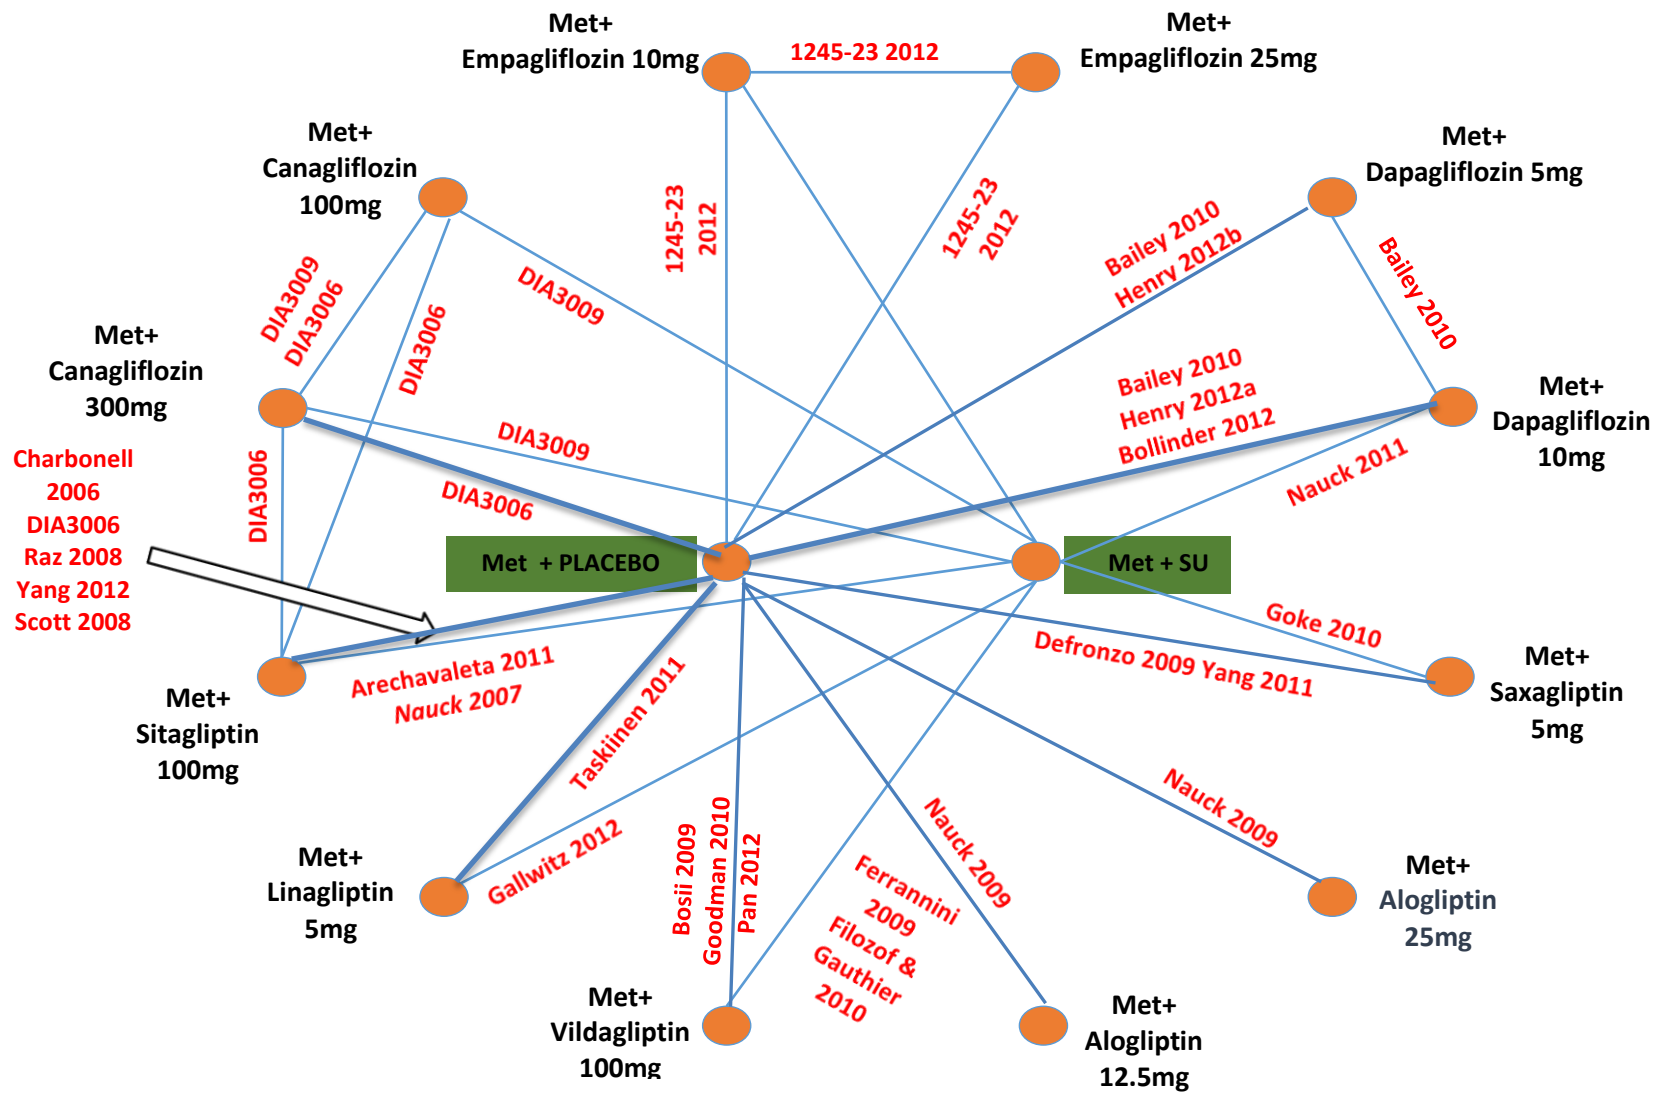 Met+
Empagliflozin 10mg
1245-23 2012
Met+
Empagliflozin 25mg
Met+
Canagliflozin
100mg
Met+
Dapagliflozin 5mg
1245-23
2012
1245-23
2012
Bailey 2010
Henry 2012b
Bailey 2010
DIA3009
DIA3006
DIA3006
DIA3009
Met+
Canagliflozin
300mg
Bailey 2010
Henry 2012a
Bollinder 2012
Met+
Dapagliflozin
10mg
Nauck 2011
DIA3009
DIA3006
DIA3006
Charbonell
2006
DIA3006
Raz 2008
Yang 2012
Scott 2008
Met + PLACEBO
Met + SU
Goke 2010
Defronzo 2009 Yang 2011
Met+
Saxagliptin
5mg
Arechavaleta 2011
Nauck 2007
Met+
Sitagliptin
100mg
Taskiinen 2011
Gallwitz 2012
Met+
Linagliptin
5mg
Bosii 2009
Goodman 2010
Pan 2012
Nauck 2009
Nauck 2009
Ferrannini
2009
Filozof &
Gauthier
2010
Met+
Alogliptin
25mg
Met+
Vildagliptin
100mg
Met+
Alogliptin
12.5mg